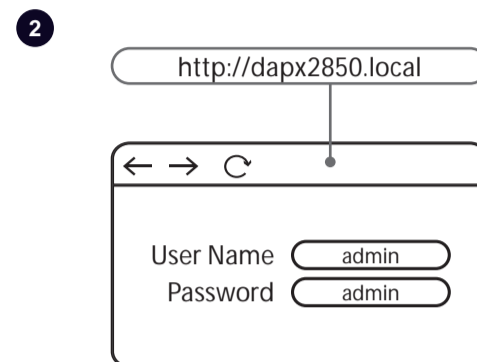 2
http://dapx2850.local
User Name admin
Password admin